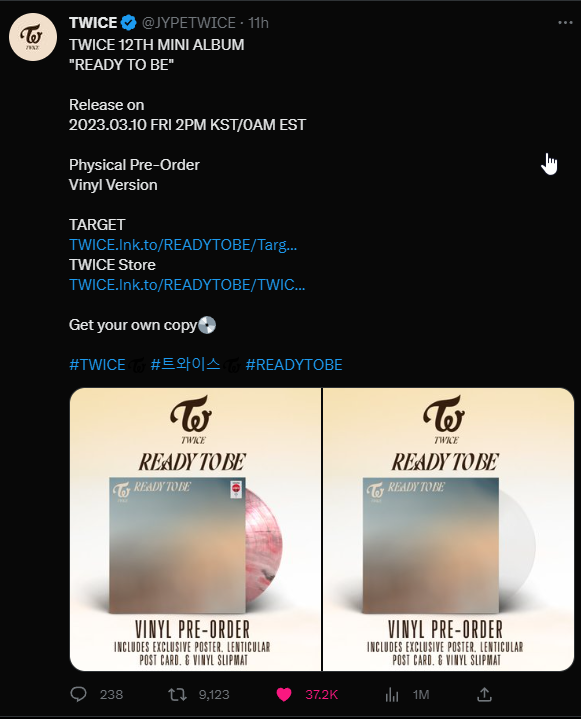 TWICE @JYPETWICE · 11h
TWICE 12TH MINI ALBUM
"READY TO BE"
Release on
2023.03.10 FRI 2PM KST/0AM EST
Physical Pre-Order
Vinyl Version
TARGET
TWICE.lnk.to/READYTOBE/Targ...
TWICE Store
TWICE.lnk.to/READYTOBE/TWIC...
Get your own copy💿
#TWICE #트와이스 #READYTOBE
TWICE
READY TO BE
READY TO BE
VINYL PRE-ORDER
INCLUDES EXCLUSIVE POSTER, LENTICULAR
POST CARD, & VINYL SLIPMAT
TWICE
READY TO BE
READY TO BE
VINYL PRE-ORDER
INCLUDES EXCLUSIVE POSTER, LENTICULAR
POST CARD, & VINYL SLIPMAT
238 9,123 37.2K 1M